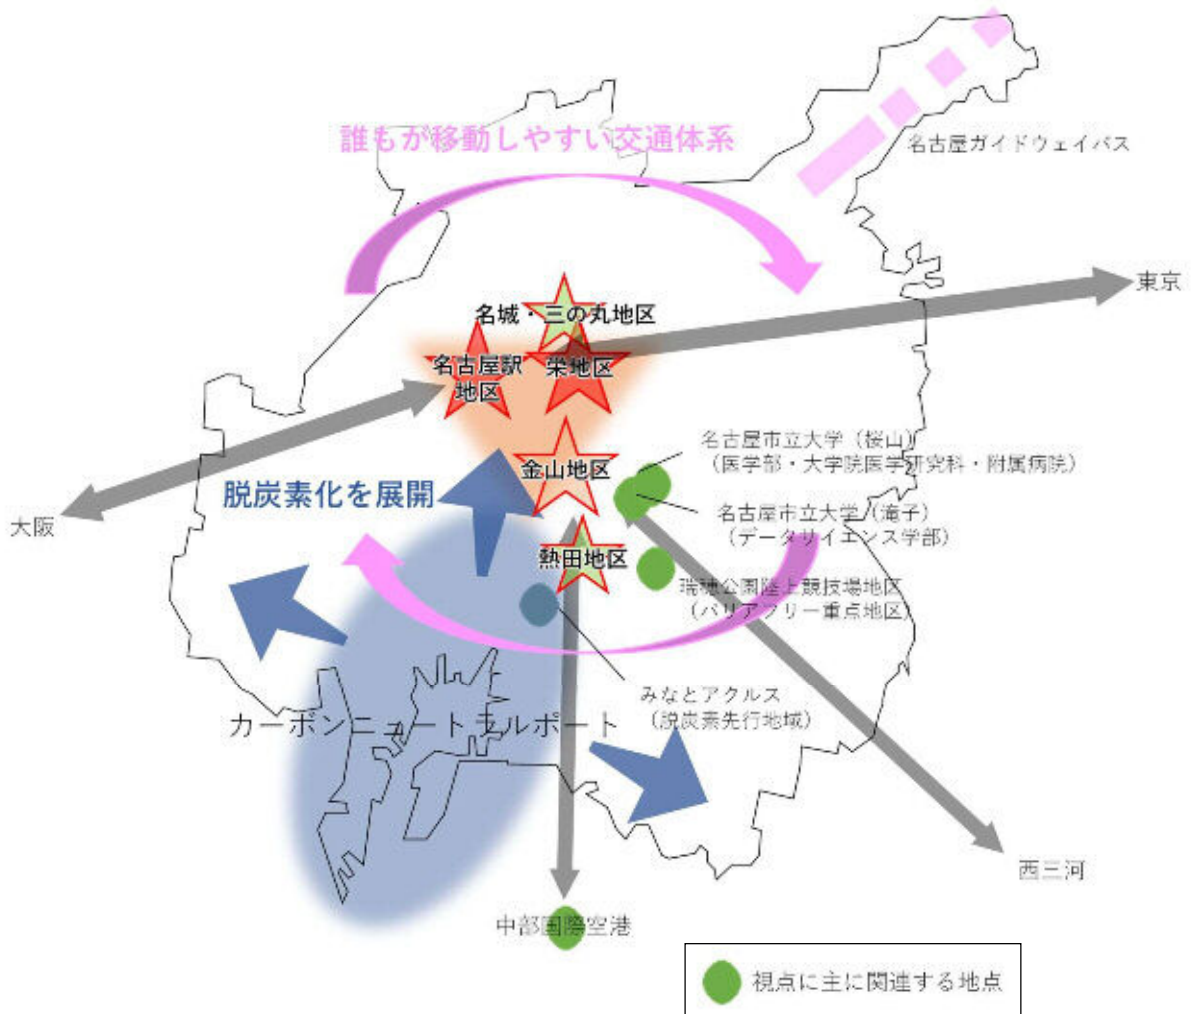 誰もが移動しやすい交通体系
名古屋ガイドウェイバス
東京
名城・三の丸地区
名古屋駅
地区
栄地区
金山地区
名古屋市立大学（桜山）
（医学部・大学院医学研究科・附属病院）
脱炭素化を展開
大阪
名古屋市立大学（滝子）
（データサイエンス学部）
熱田地区
瑞穂公園陸上競技場地区
（バリアフリー重点地区）
みなとアクルス
（脱炭素先行地域）
カーボンニュートラルポート
西三河
中部国際空港
視点に主に関連する地点